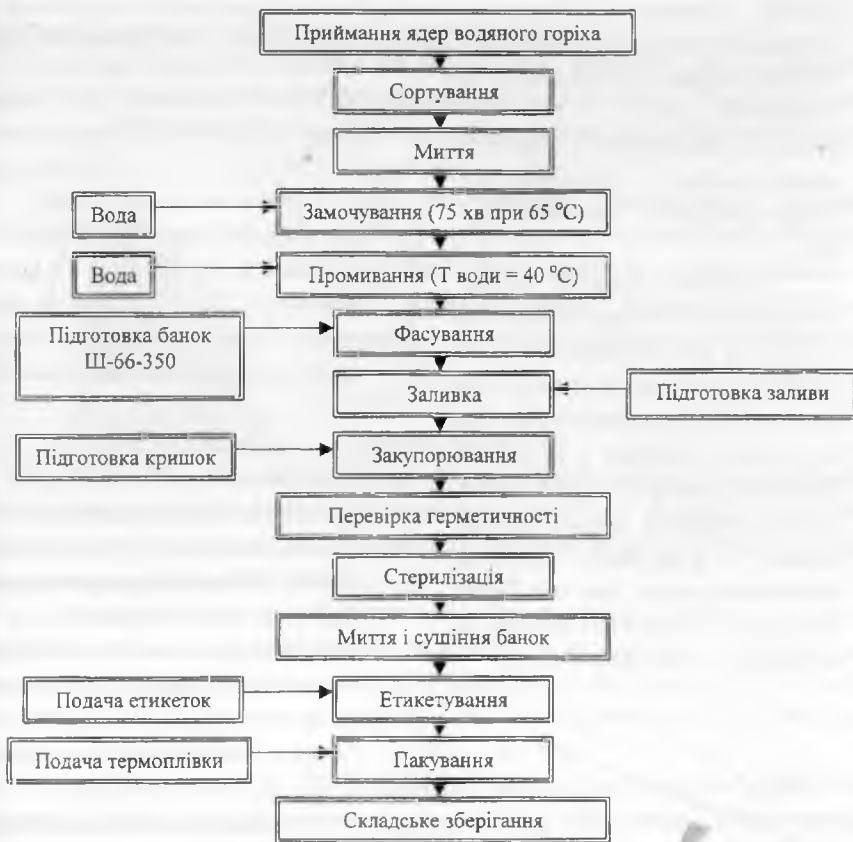 Приймання ядер водяного горіха
Сортування
Миття
Вода
Замочування (75 хв при 65 °С)
Вода
Промивання (Т води = 40 °С)
Підготовка банок
Ш-66-350
Фасування
Заливка
Підготовка заливи
Підготовка кришок
Закупорювання
Перевірка герметичності
Стерилізація
Миття і сушіння банок
Подача етикеток
Етикетування
Подача термоплівки
Пакування
Складське зберігання